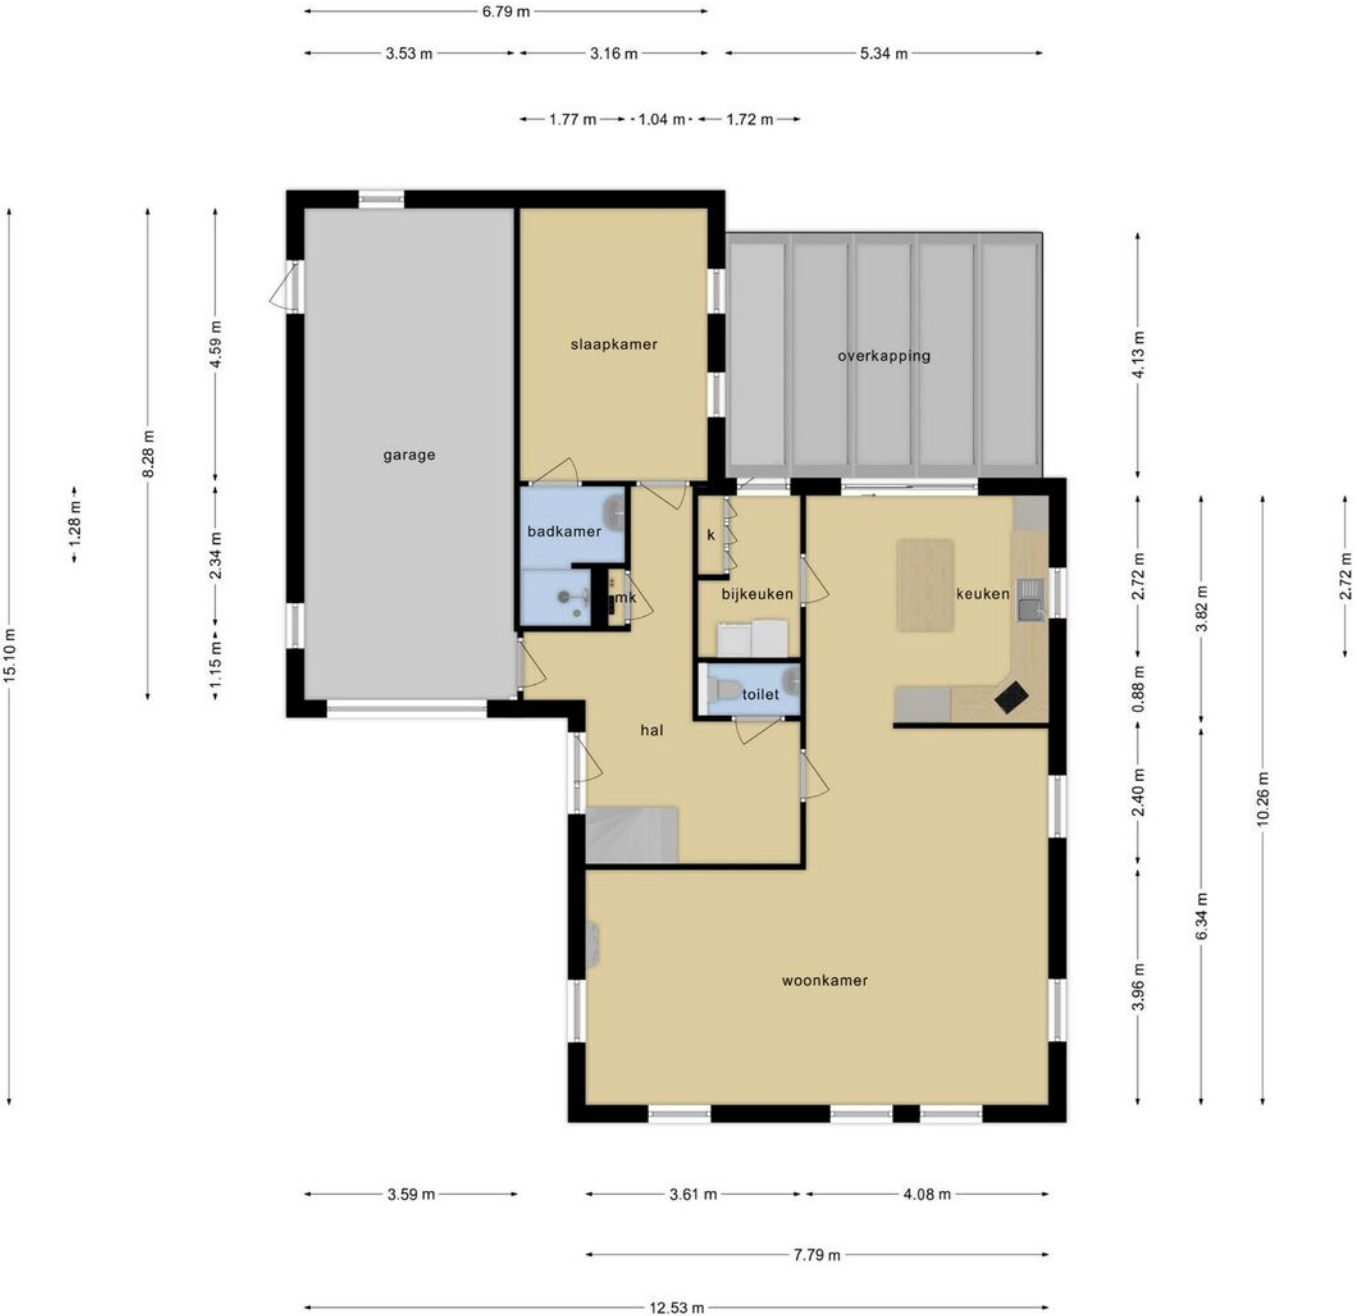 6.79 m
3.53 m 3.16 m 5.34 m
1.77 m 1.04 m 1.72 m
slaapkamer
overkapping
garage
badkamer
k
mk
bijkeuken
keuken
toilet
hal
woonkamer
15.10 m
1.28 m
8.28 m
4.59 m
2.34 m
1.15 m
4.13 m
2.72 m
0.88 m
2.40 m
3.96 m
3.82 m
6.34 m
10.26 m
2.72 m
3.59 m 3.61 m 4.08 m
7.79 m
12.53 m